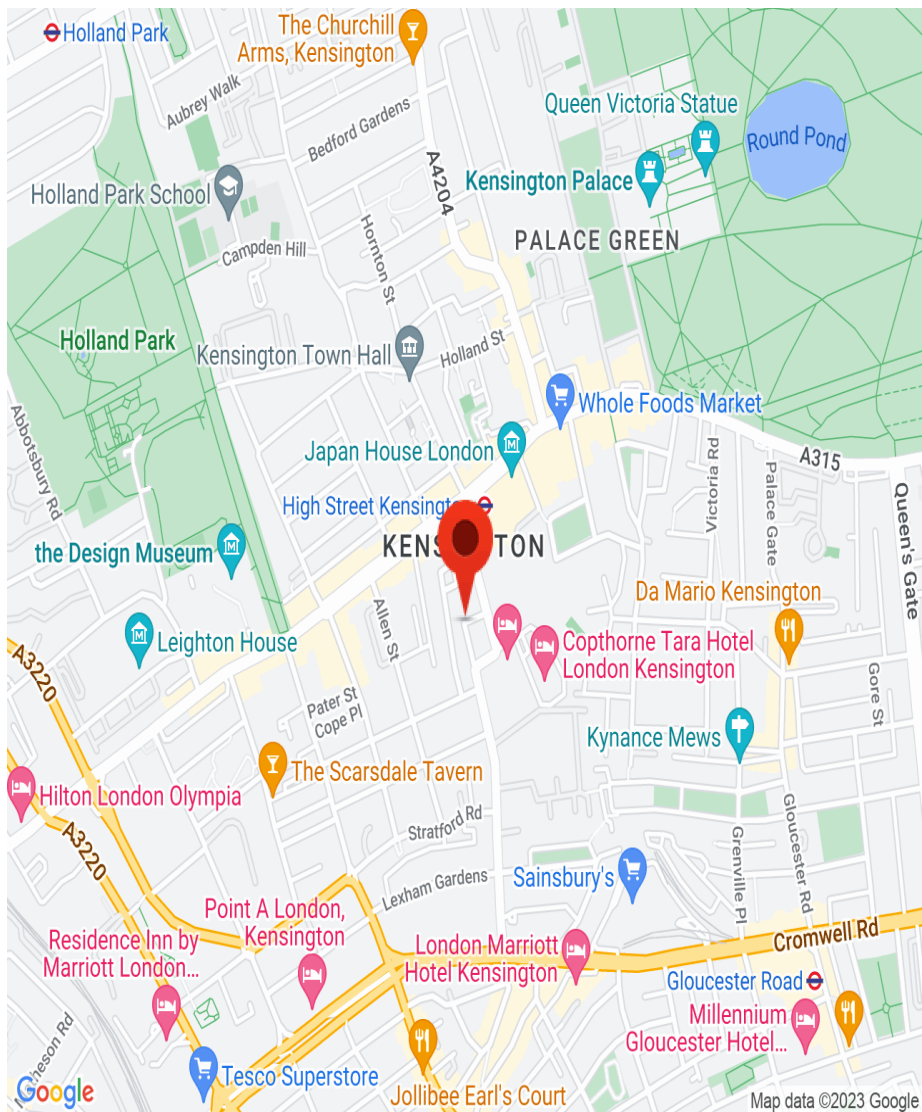 Holland Park
The Churchill
Arms, Kensington
Aubrey Walk
Bedford Gardens
A4204
Queen Victoria Statue
Round Pond
Kensington Palace
Holland Park School
PALACE GREEN
Campden Hill
Hornton St
Holland Park
Kensington Town Hall
Holland St
Whole Foods Market
Abbotsbury Rd
Japan House London
A315
Victoria Rd
Palace Gate
Queen's Gate
High Street Kensingt
KENS TON
the Design Museum
Da Mario Kensington
Allen St
Leighton House
Copthorne Tara Hotel
London Kensington
A3220
Gore St
Pater St
Cope Pl
Kynance Mews
The Scarsdale Tavern
Hilton London Olympia
Stratford Rd
A3220
Gloucester Rd
Grenville Pl
Lexham Gardens
Sainsbury's
Point A London,
Kensington
Residence Inn by
Marriott London...
London Marriott
Hotel Kensington
Cromwell Rd
Gloucester Road
Millennium
Gloucester Hotel...
Tesco Superstore
Jollibee Earl's Court
Google
Map data ©2023 Google